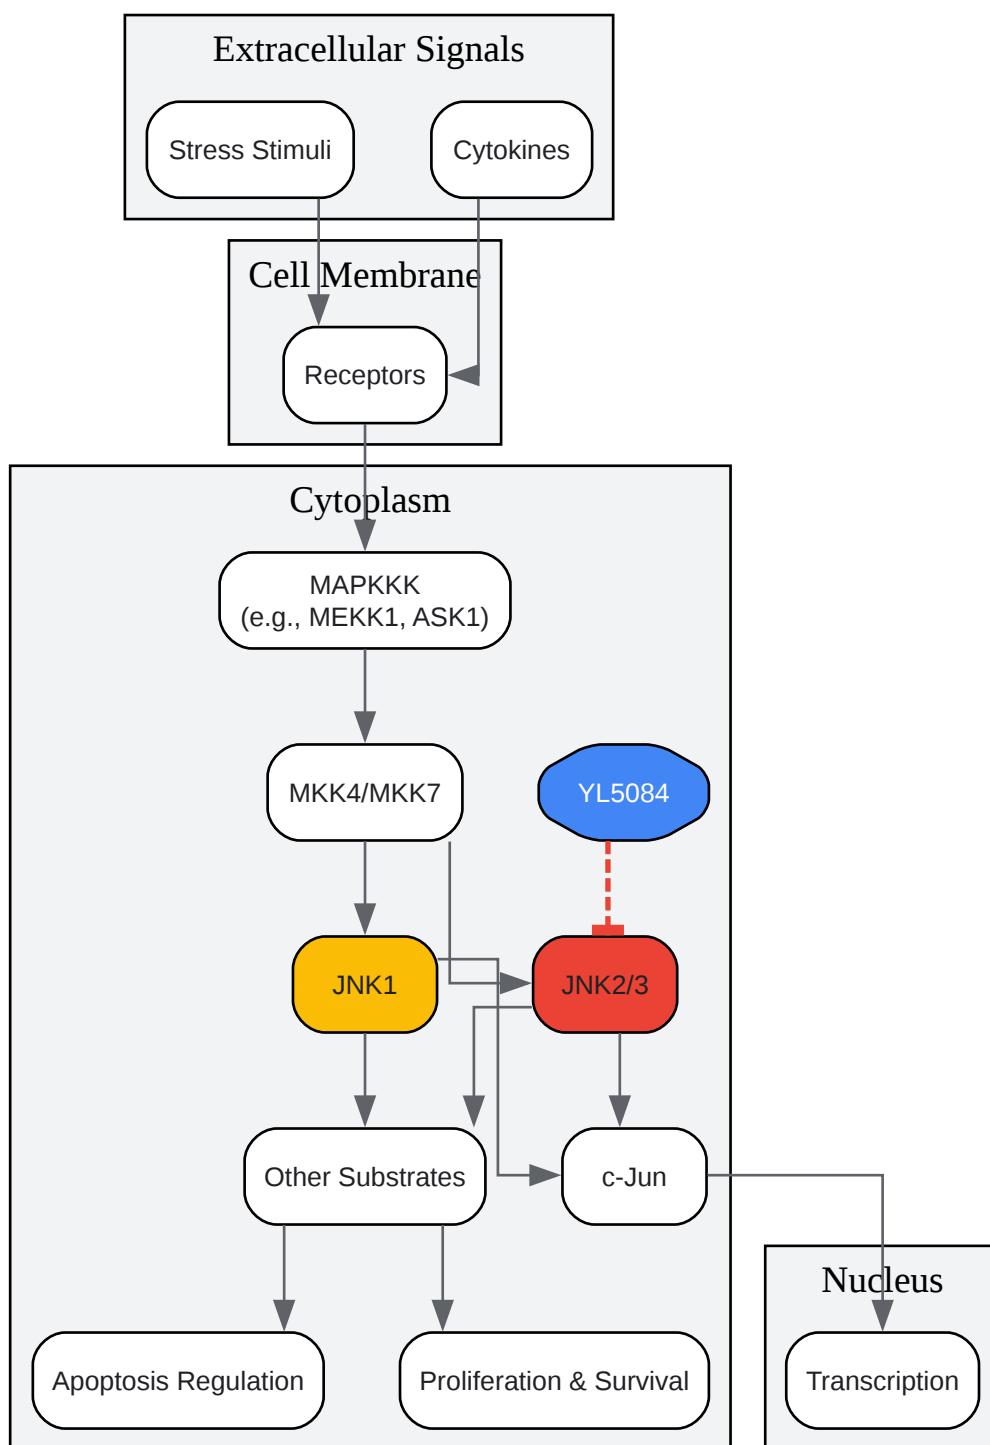 Extracellular Signals
Stress Stimuli
Cytokines
Cell Membrane
Receptors
Cytoplasm
MAPKKK
(e.g., MEKK1, ASK1)
MKK4/MKK7
YL5084
JNK1
JNK2/3
Other Substrates
c-Jun
Nucleus
Apoptosis Regulation
Proliferation & Survival
Transcription